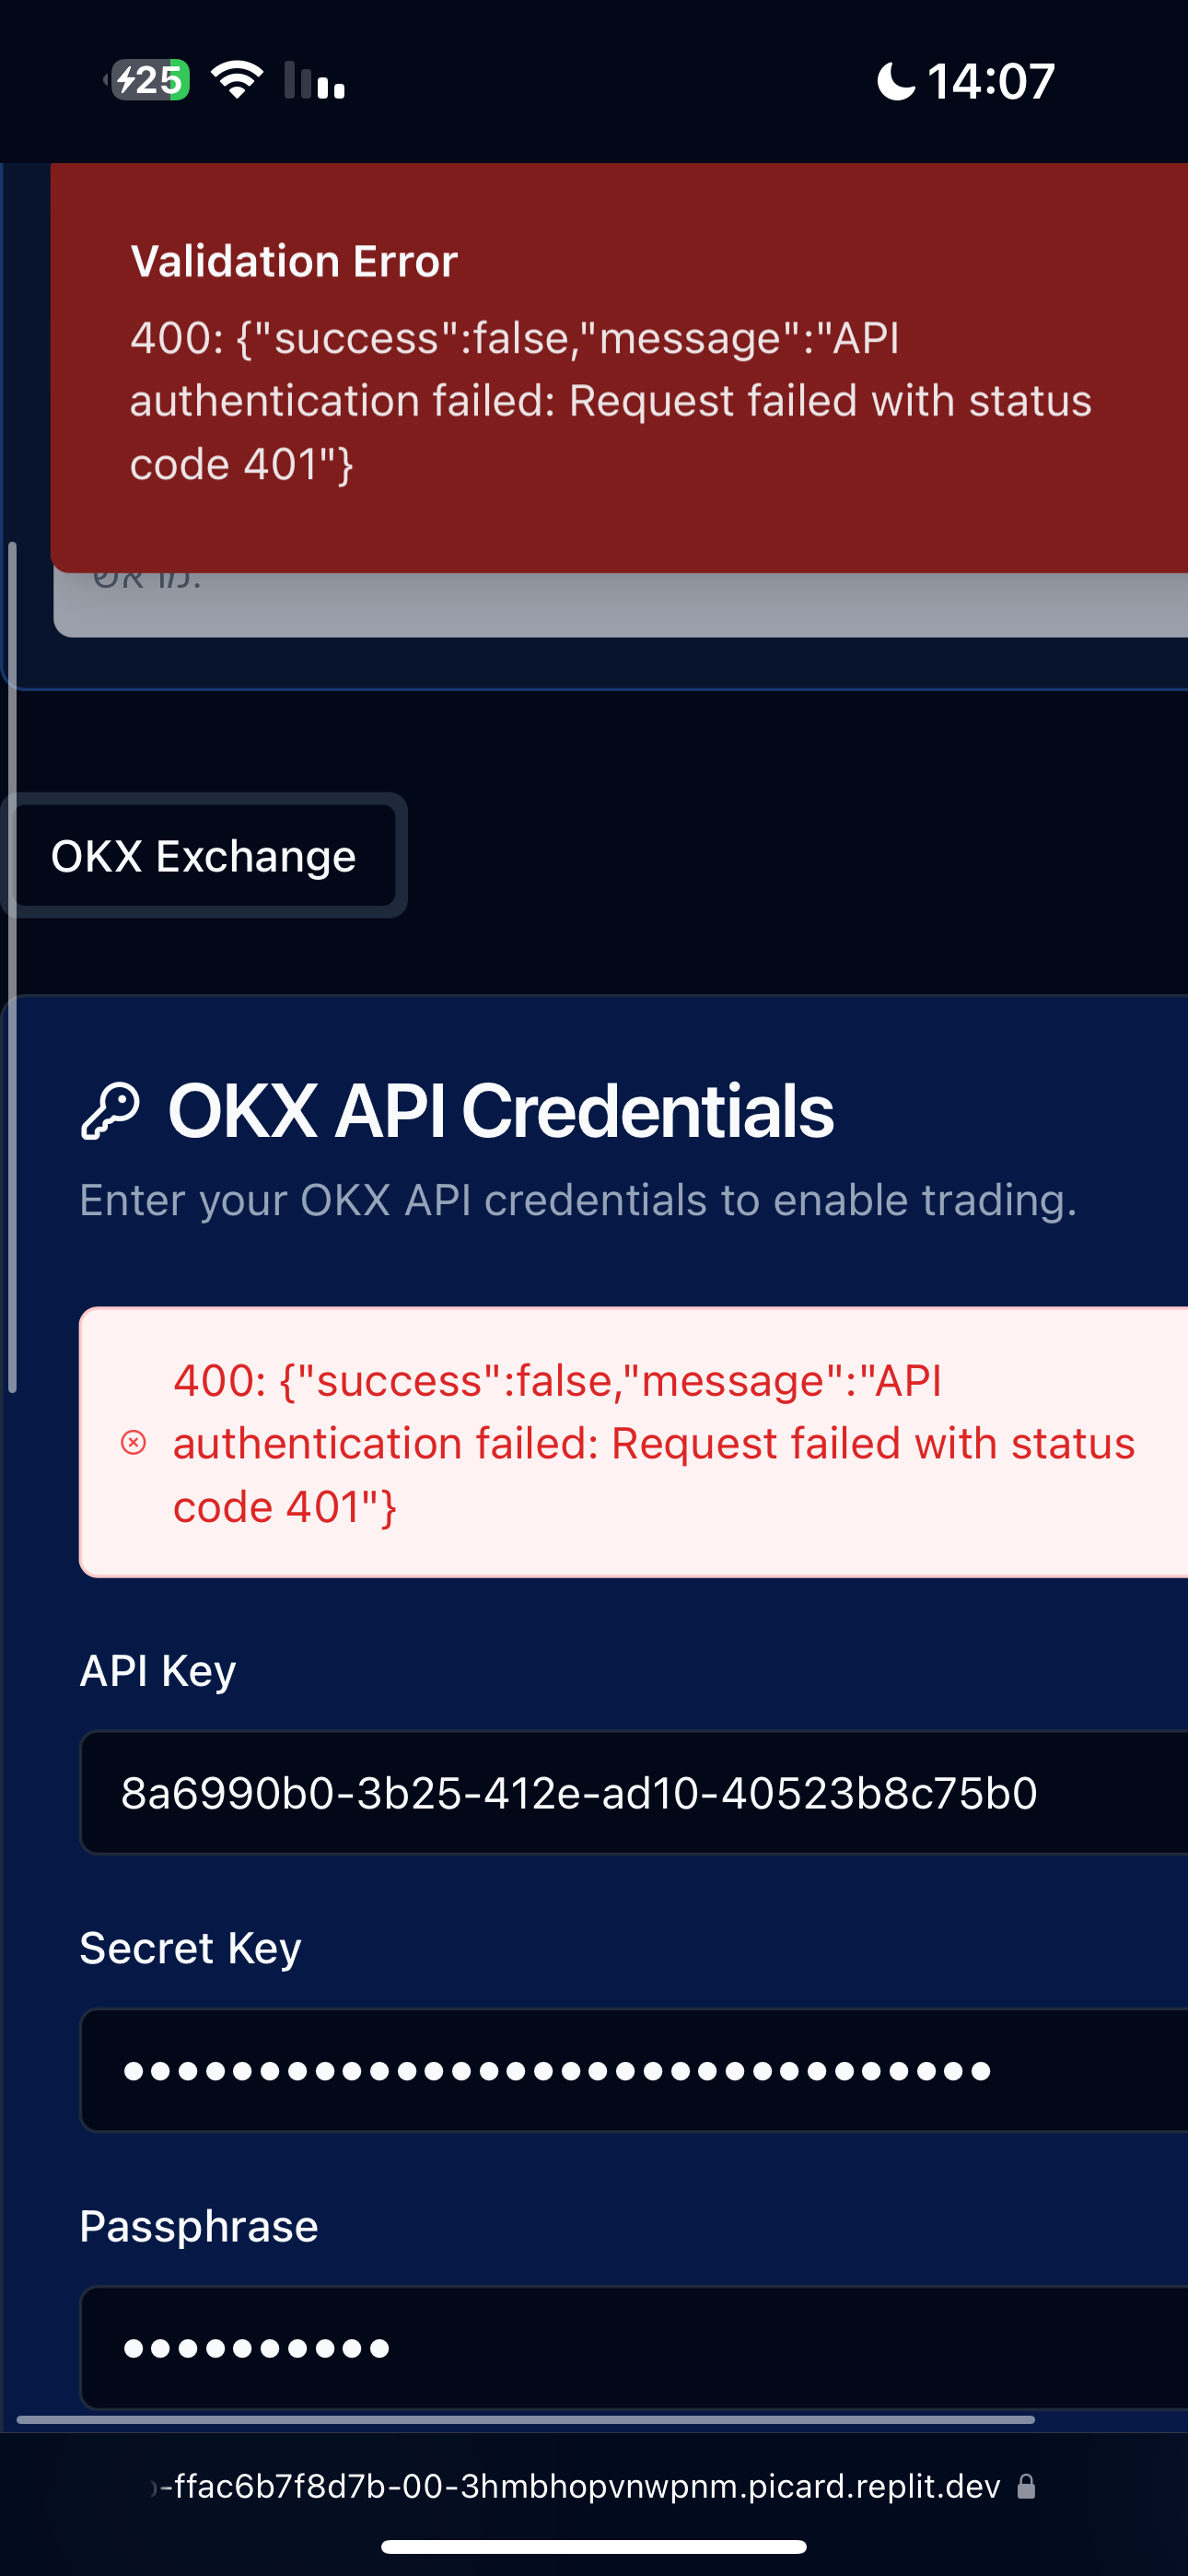 25
14:07
Validation Error
400: {"success":false,"message":"API
authentication failed: Request failed with status
code 401"}
OKX Exchange
OKX API Credentials
Enter your OKX API credentials to enable trading.
400: {"success":false,"message":"API
authentication failed: Request failed with status
code 401"}
API Key
8a6990b0-3b25-412e-ad10-40523b8c75b0
Secret Key
•••••••••••••••••••••••••••••••• 
Passphrase
••••••••••
-ffac6b7f8d7b-00-3hmbhopvnwpnm.picard.replit.dev